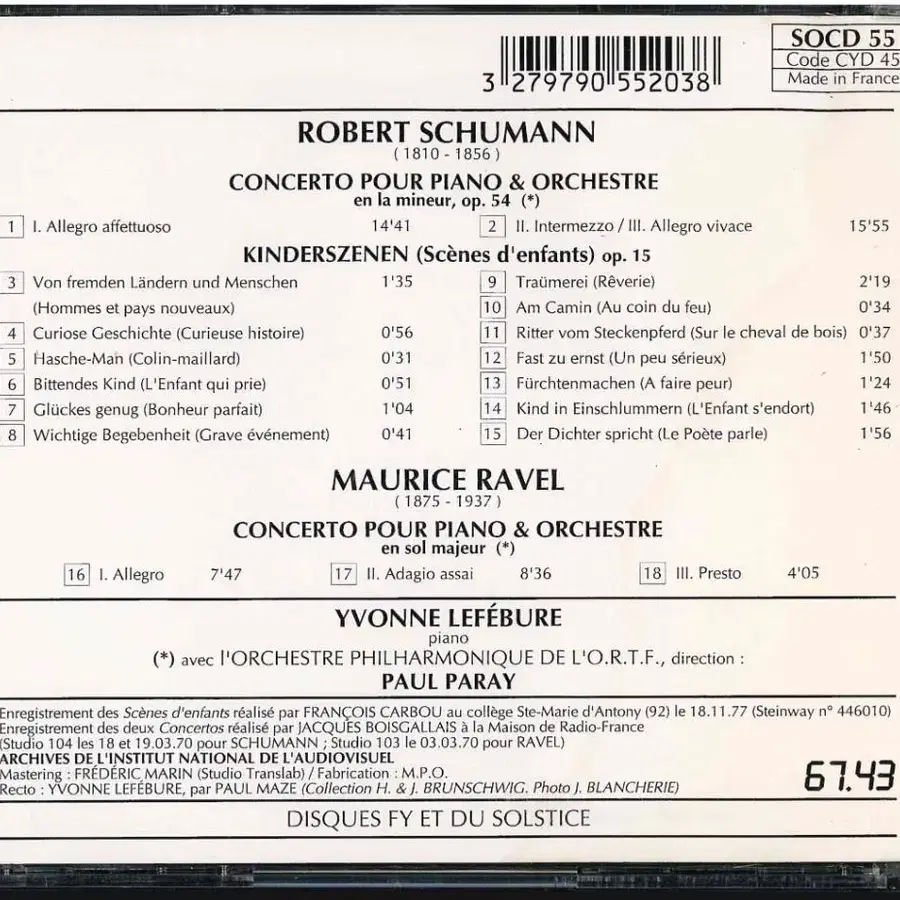 3 279790 552038
SOCD 55
Code CYD 45
Made in France
ROBERT SCHUMANN
( 1810 - 1856 )
CONCERTO POUR PIANO & ORCHESTRE
en la mineur, op. 54 (*)
1 I. Allegro affettuoso 14'41
2 II. Intermezzo / III. Allegro vivace 15'55
KINDERSZENEN (Scènes d'enfants) op. 15
3 Von fremden Ländern und Menschen 1'35
(Hommes et pays nouveaux)
4 Curiose Geschichte (Curieuse histoire) 0'56
5 Hasche-Man (Colin-maillard) 0'31
6 Bittendes Kind (L'Enfant qui prie) 0'51
7 Glückes genug (Bonheur parfait) 1'04
8 Wichtige Begebenheit (Grave événement) 0'41
9 Traümerei (Rêverie) 2'19
10 Am Camin (Au coin du feu) 0'34
11 Ritter vom Steckenpferd (Sur le cheval de bois) 0'37
12 Fast zu ernst (Un peu sérieux) 1'50
13 Fürchtenmachen (A faire peur) 1'24
14 Kind in Einschlummern (L'Enfant s'endort) 1'46
15 Der Dichter spricht (Le Poète parle) 1'56
MAURICE RAVEL
( 1875 - 1937 )
CONCERTO POUR PIANO & ORCHESTRE
en sol majeur (*)
16 I. Allegro 7'47 17 II. Adagio assai 8'36 18 III. Presto 4'05
YVONNE LEFÉBURE
piano
(*) avec l'ORCHESTRE PHILHARMONIQUE DE L'O.R.T.F., direction :
PAUL PARAY
Enregistrement des Scènes d'enfants réalisé par FRANÇOIS CARBOU au collège Ste-Marie d'Antony (92) le 18.11.77 (Steinway n° 446010)
Enregistrement des deux Concertos réalisé par JACQUES BOISGALLAIS à la Maison de Radio-France
(Studio 104 les 18 et 19.03.70 pour SCHUMANN ; Studio 103 le 03.03.70 pour RAVEL)
ARCHIVES DE L'INSTITUT NATIONAL DE L'AUDIOVISUEL
Mastering : FRÉDÉRIC MARIN (Studio Translab) / Fabrication : M.P.O.
Recto : YVONNE LEFÉBURE, par PAUL MAZE (Collection H. & J. BRUNSCHWIG. Photo J. BLANCHERIE)
67.43
DISQUES FY ET DU SOLSTICE